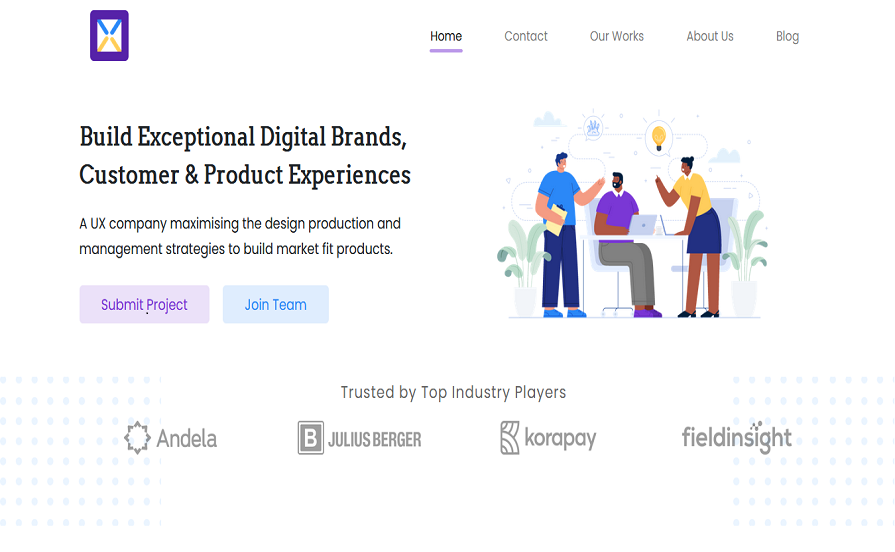 Home
Contact
Our Works
About Us
Blog
Build Exceptional Digital Brands,
Customer & Product Experiences
A UX company maximising the design production and
management strategies to build market fit products.
Submit Project
Join Team
Trusted by Top Industry Players
Andela
B JULIUS BERGER
korapay
fieldinsight